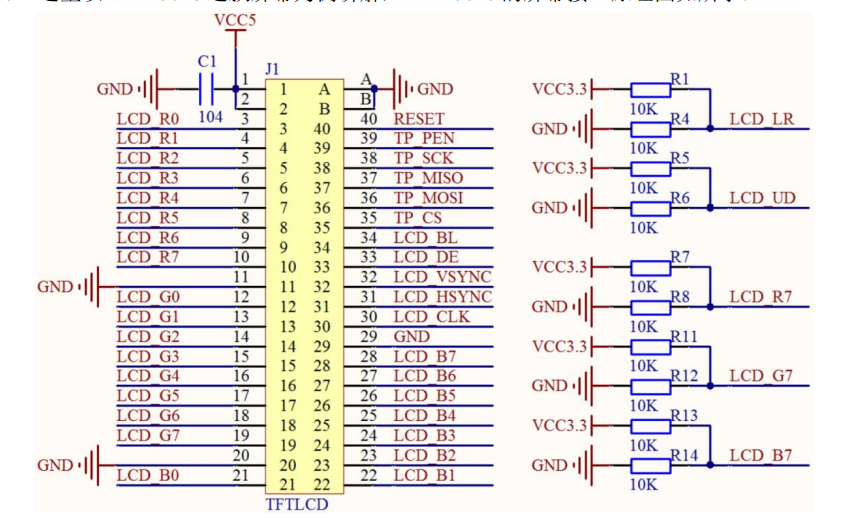 VCC5
C1
J1
GND
104
1
2
3
4
5
6
7
8
9
10
11
12
13
14
15
16
17
18
19
20
21
LCD_R0
LCD_R1
LCD_R2
LCD_R3
LCD_R4
LCD_R5
LCD_R6
LCD_R7
GND
LCD_G0
LCD_G1
LCD_G2
LCD_G3
LCD_G4
LCD_G5
LCD_G6
LCD_G7
GND
LCD_B0
1 A
2 B
3 40
4 39
5 38
6 37
7 36
8 35
9 34
10 33
11 32
12 31
13 30
14 29
15 28
16 27
17 26
18 25
19 24
20 23
21 22
TFTLCD
A GND
B
40 RESET
39 TP_PEN
38 TP_SCK
37 TP_MISO
36 TP_MOSI
35 TP_CS
34 LCD_BL
33 LCD_DE
32 LCD_VSYNC
31 LCD_HSYNC
30 LCD_CLK
29 GND
28 LCD_B7
27 LCD_B6
26 LCD_B5
25 LCD_B4
24 LCD_B3
23 LCD_B2
22 LCD_B1
VCC3.3 R1
10K
GND R4 LCD_LR
10K
VCC3.3 R5
10K
GND R6 LCD_UD
10K
VCC3.3 R7
10K
GND R8 LCD_R7
10K
VCC3.3 R11
10K
GND R12 LCD_G7
10K
VCC3.3 R13
10K
GND R14 LCD_B7
10K